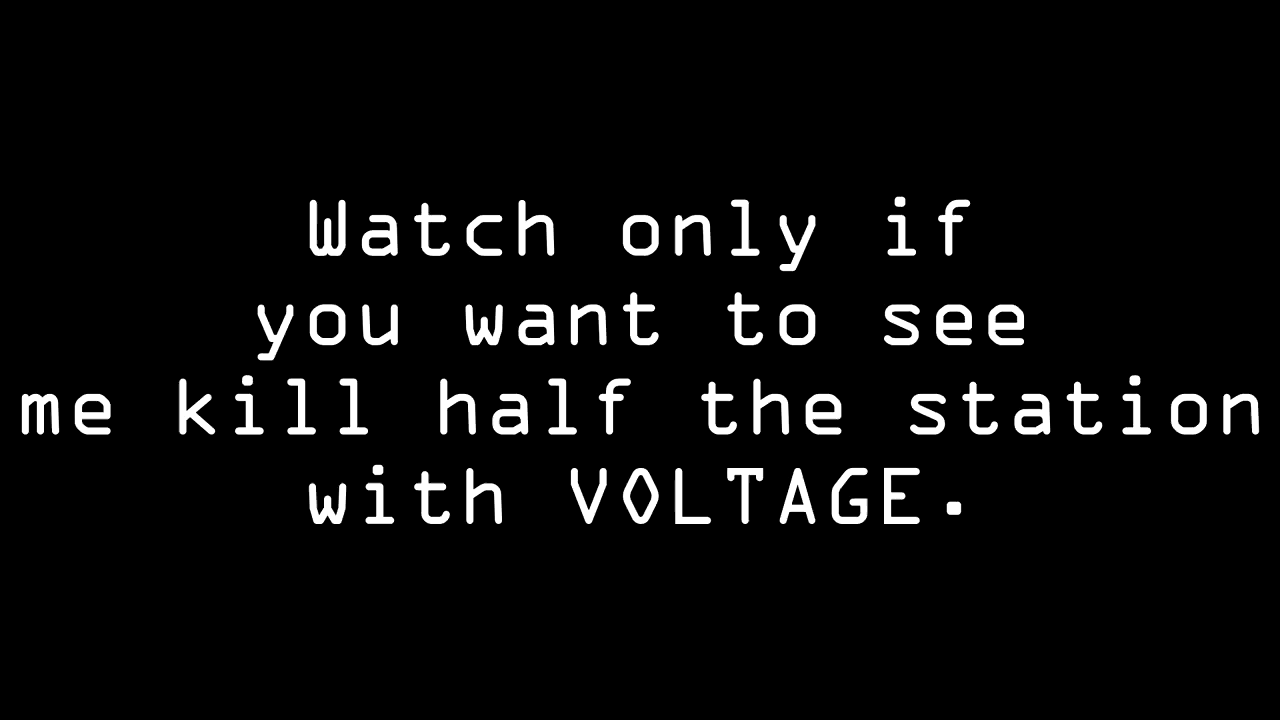 Watch only if
you want to see
me kill half the station
with VOLTAGE.